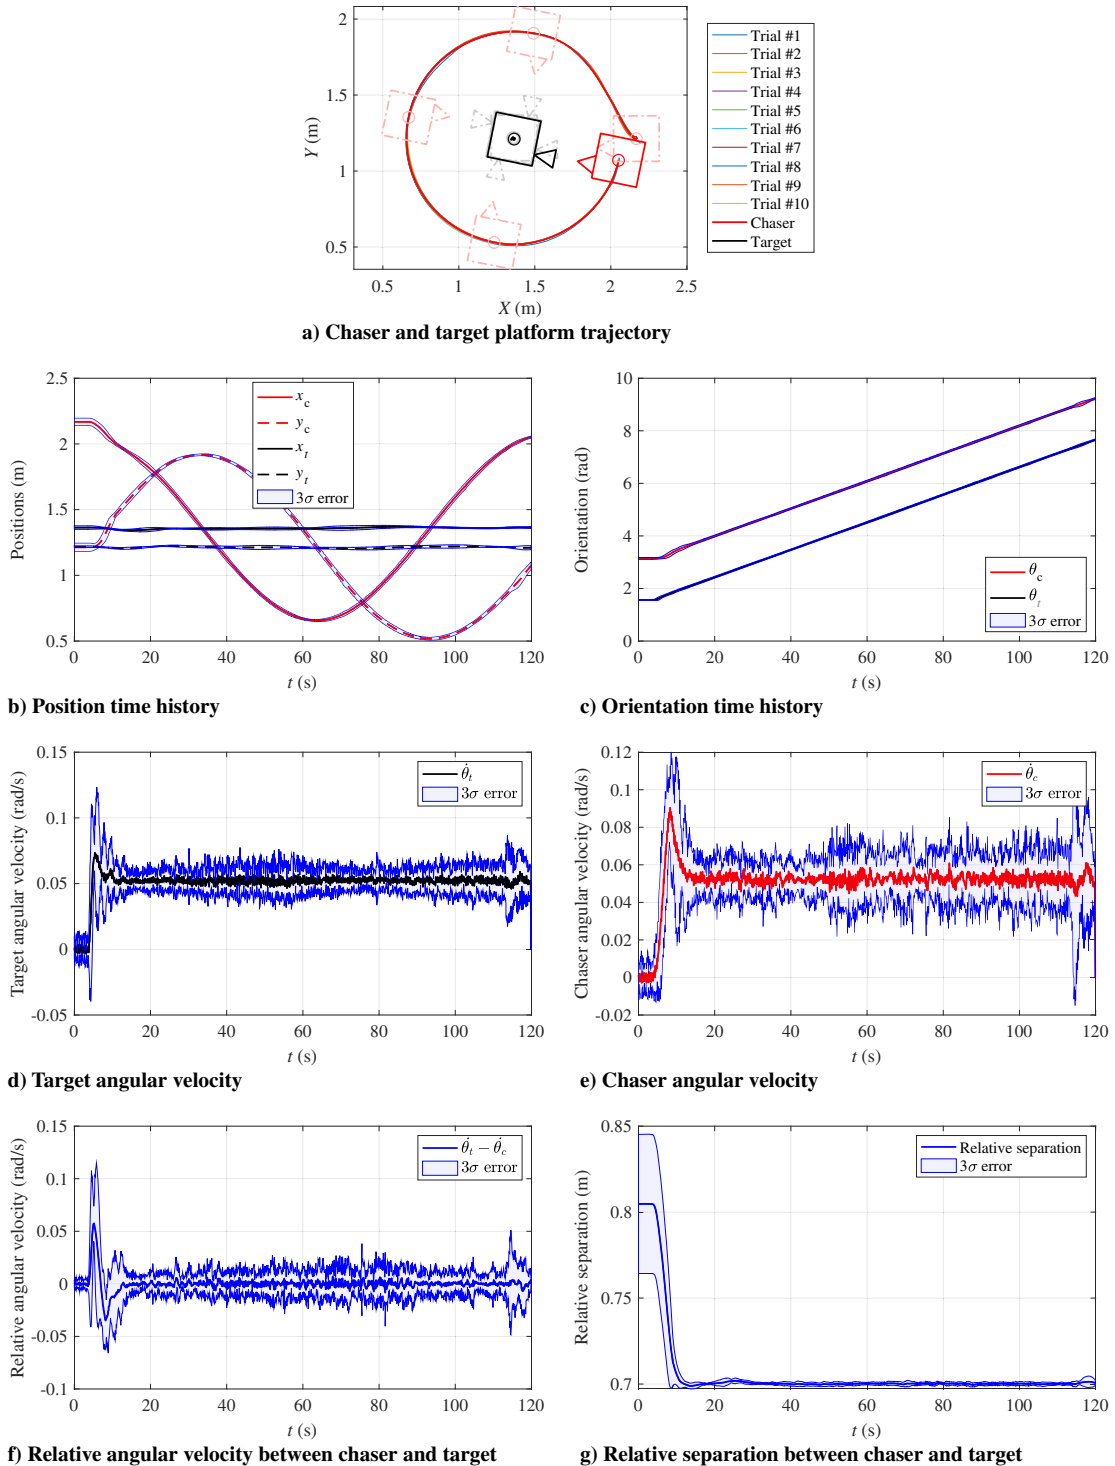 2
1.5
1
0.5
Y (m)
0.5
1
1.5
2
2.5
X (m)
Trial #1
Trial #2
Trial #3
Trial #4
Trial #5
Trial #6
Trial #7
Trial #8
Trial #9
Trial #10
Chaser
Target
a) Chaser and target platform trajectory
2.5
2
1.5
1
0.5
Positions (m)
x_c
y_c
x_t
y_t
3σ error
0
20
40
60
80
100
120
t (s)
b) Position time history
10
8
6
4
2
0
Orientation (rad)
θ_c
θ_t
3σ error
0
20
40
60
80
100
120
t (s)
c) Orientation time history
0.15
0.1
0.05
0
-0.05
Target angular velocity (rad/s)
θ̇_t
3σ error
0
20
40
60
80
100
120
t (s)
d) Target angular velocity
0.12
0.1
0.08
0.06
0.04
0.02
0
-0.02
Chaser angular velocity (rad/s)
θ̇_c
3σ error
0
20
40
60
80
100
120
t (s)
e) Chaser angular velocity
0.15
0.1
0.05
0
-0.05
-0.1
Relative angular velocity (rad/s)
θ̇_t − θ̇_c
3σ error
0
20
40
60
80
100
120
t (s)
f) Relative angular velocity between chaser and target
0.85
0.8
0.75
0.7
Relative separation (m)
Relative separation
3σ error
0
20
40
60
80
100
120
t (s)
g) Relative separation between chaser and target